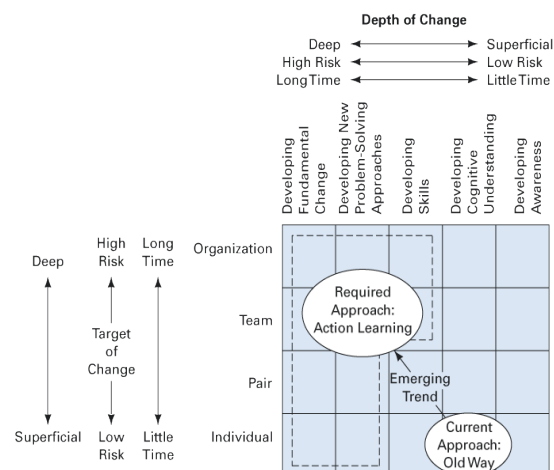 Depth of Change
Deep Superficial
High Risk Low Risk
Long Time Little Time
Developing
Fundamental
Change
Developing New
Problem-Solving
Approaches
Developing
Skills
Developing
Cognitive
Understanding
Developing
Awareness
Deep
High
Risk
Long
Time
Target
of
Change
Superficial
Low
Risk
Little
Time
Organization
Team
Pair
Individual
Required
Approach:
Action Learning
Emerging
Trend
Current
Approach:
Old Way